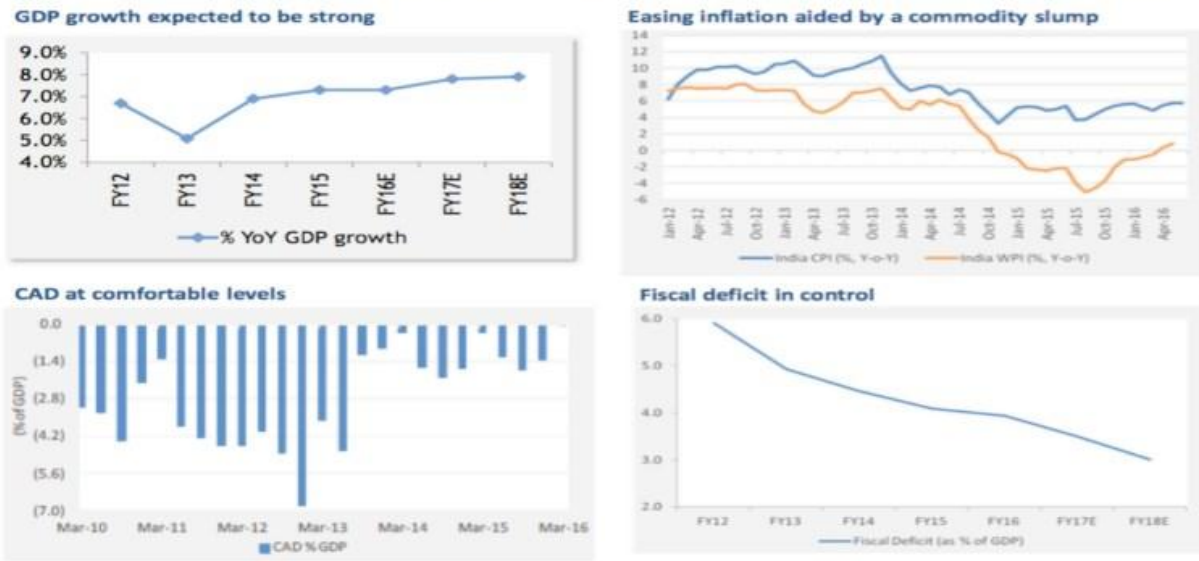 GDP growth expected to be strong
9.0%
8.0%
7.0%
6.0%
5.0%
4.0%
FY12
FY13
FY14
FY15
FY16E
FY17E
FY18E
% YoY GDP growth
Easing inflation aided by a commodity slump
14
12
10
8
6
4
2
0
-2
-4
-6
Jan-12
Apr-12
Jul-12
Oct-12
Jan-13
Apr-13
Jul-13
Oct-13
Jan-14
Apr-14
Jul-14
Oct-14
Jan-15
Apr-15
Jul-15
Oct-15
Jan-16
Apr-16
India CPI (%, Y-o-Y)
India WPI (%, Y-o-Y)
CAD at comfortable levels
(% of GDP)
0.0
(1.4)
(2.8)
(4.2)
(5.6)
(7.0)
Mar-10 Mar-11 Mar-12 Mar-13 Mar-14 Mar-15 Mar-16
CAD % GDP
Fiscal deficit in control
6.0
5.0
4.0
3.0
2.0
FY12 FY13 FY14 FY15 FY16 FY17E FY18E
Fiscal Deficit (as % of GDP)